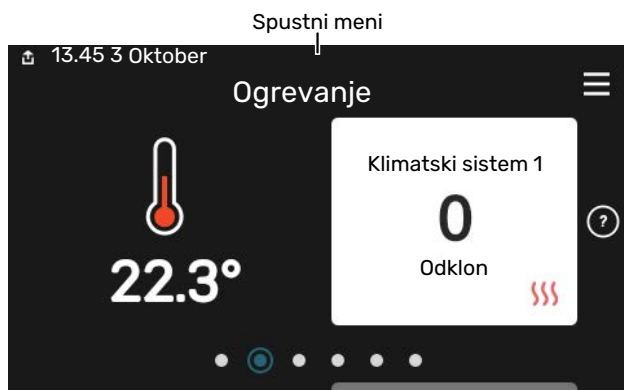 Spustni meni
13.45 3 Oktober
Ogrevanje
Klimatski sistem 1
0
Odklon
22.3°
?